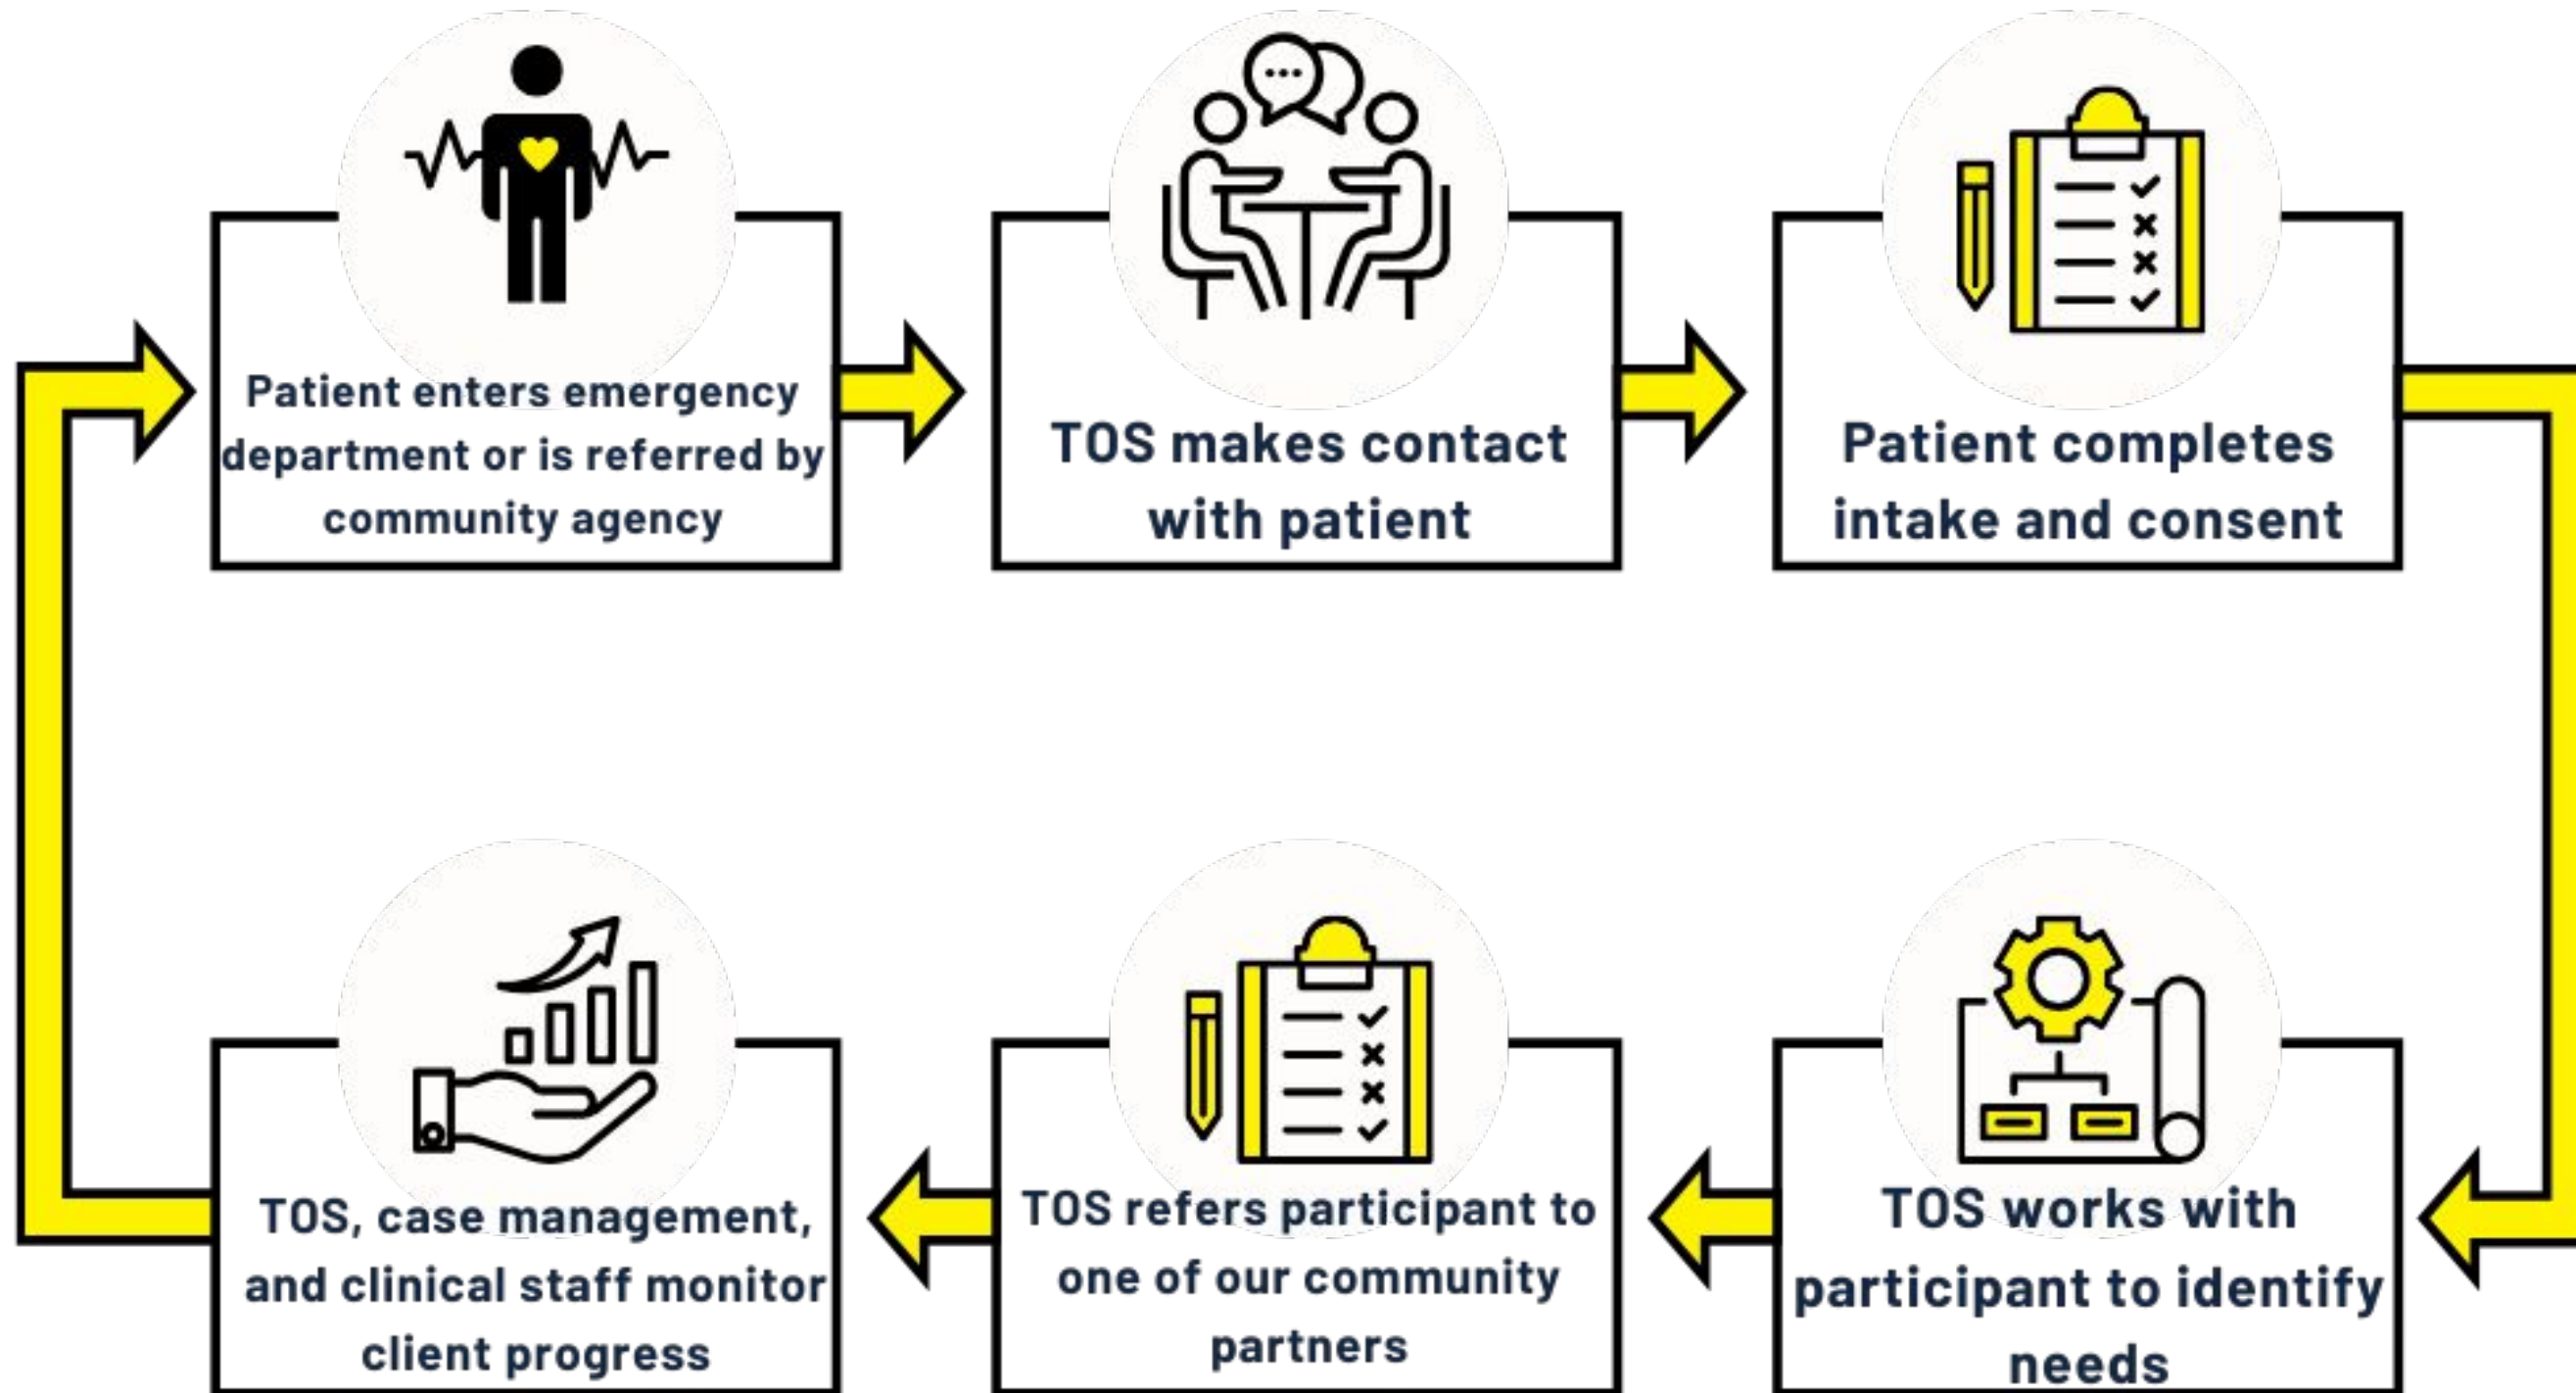 Patient enters emergency
department or is referred by
community agency
TOS makes contact
with patient
Patient completes
intake and consent
TOS works with
participant to identify
needs
TOS refers participant to
one of our community
partners
TOS, case management,
and clinical staff monitor
client progress